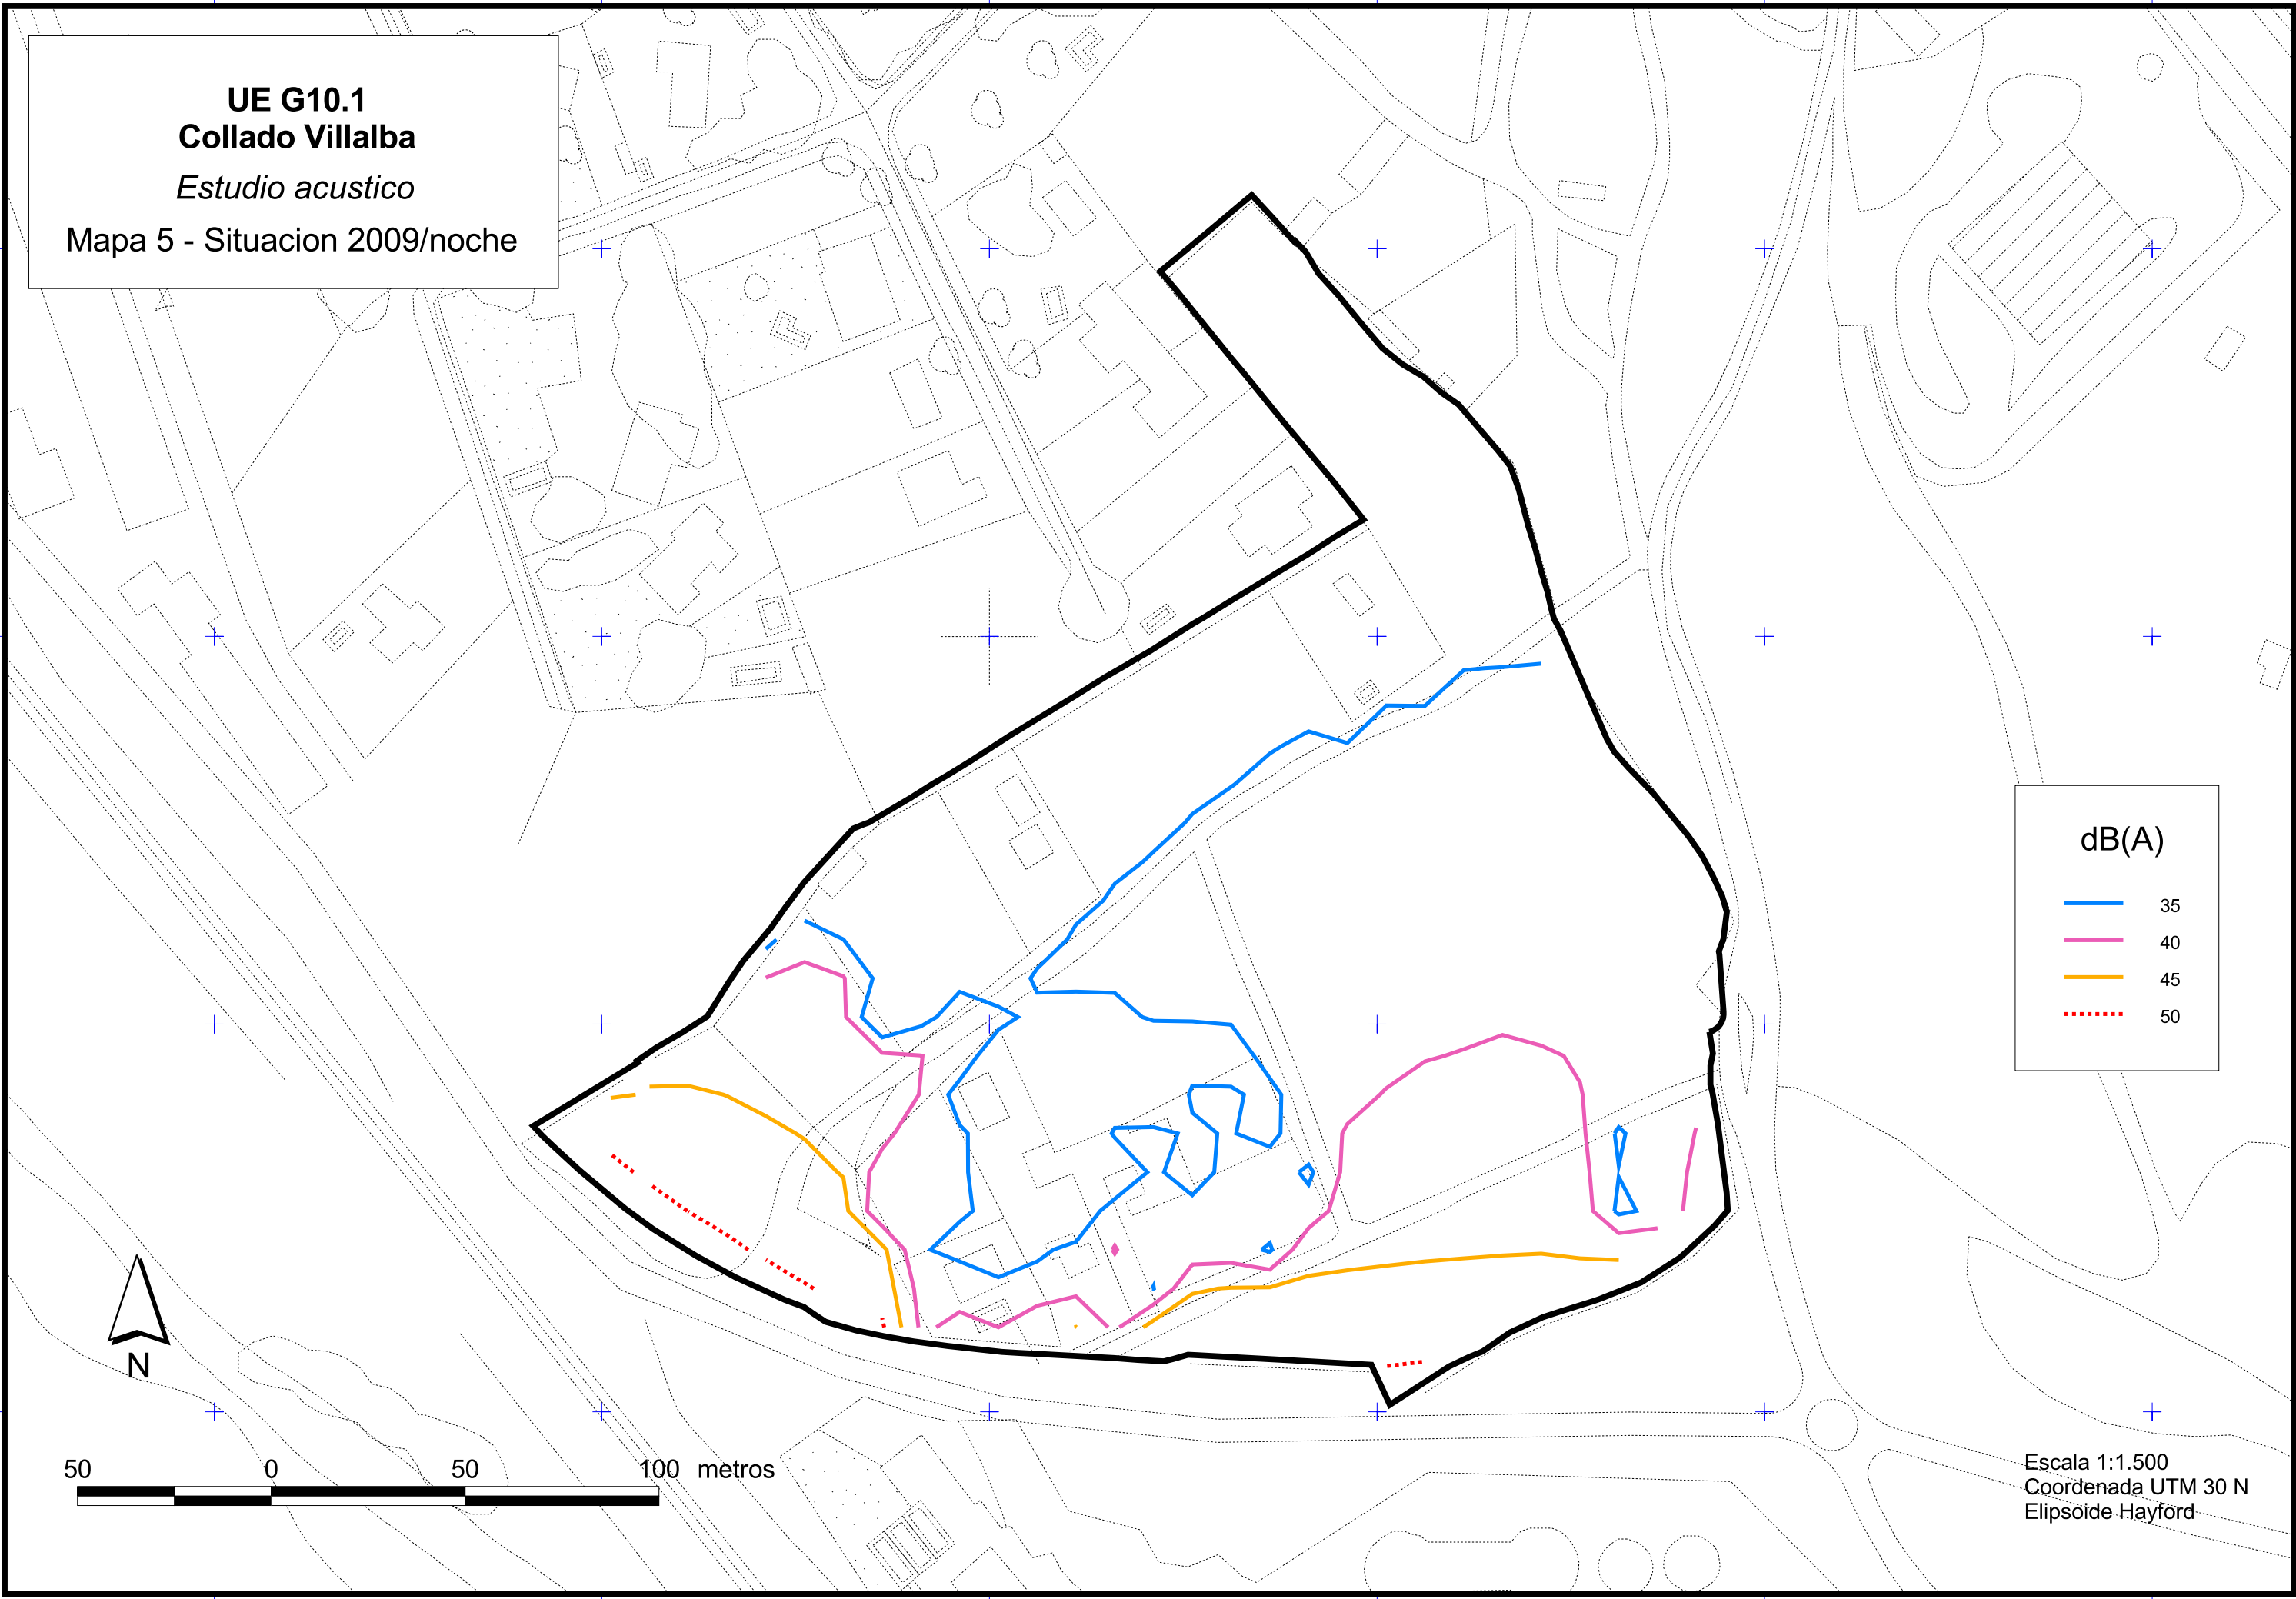 UE G10.1
Collado Villalba
Estudio acustico
Mapa 5 - Situacion 2009/noche
dB(A)
35
40
45
50
N
50 0 50 100 metros
Escala 1:1.500
Coordenada UTM 30 N
Elipsoide Hayford